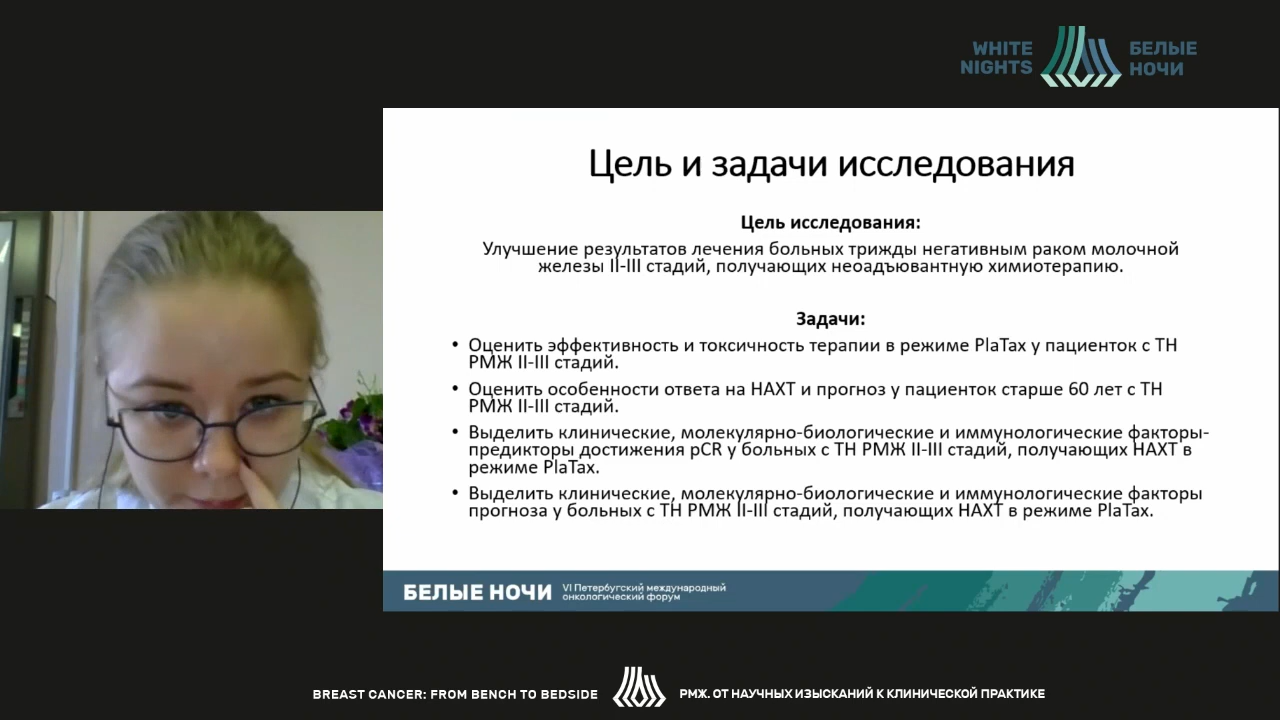 WHITE
NIGHTS
БЕЛЫЕ
НОЧИ
Цель и задачи исследования
Цель исследования:
Улучшение результатов лечения больных трижды негативным раком молочной
железы II-III стадий, получающих неоадъювантную химиотерапию.
Задачи:
• Оценить эффективность и токсичность терапии в режиме PlaTax у пациенток с ТН
РМЖ II-III стадий.
• Оценить особенности ответа на НАХТ и прогноз у пациенток старше 60 лет с ТН
РМЖ II-III стадий.
• Выделить клинические, молекулярно-биологические и иммунологические факторы-
предикторы достижения pCR у больных с ТН РМЖ II-III стадий, получающих НАХТ в
режиме PlaTax.
• Выделить клинические, молекулярно-биологические и иммунологические факторы
прогноза у больных с ТН РМЖ II-III стадий, получающих НАХТ в режиме PlaTax.
БЕЛЫЕ НОЧИ
VI Петербугский международный
онкологический форум
BREAST CANCER: FROM BENCH TO BEDSIDE
РМЖ. ОТ НАУЧНЫХ ИЗЫСКАНИЙ К КЛИНИЧЕСКОЙ ПРАКТИКЕ